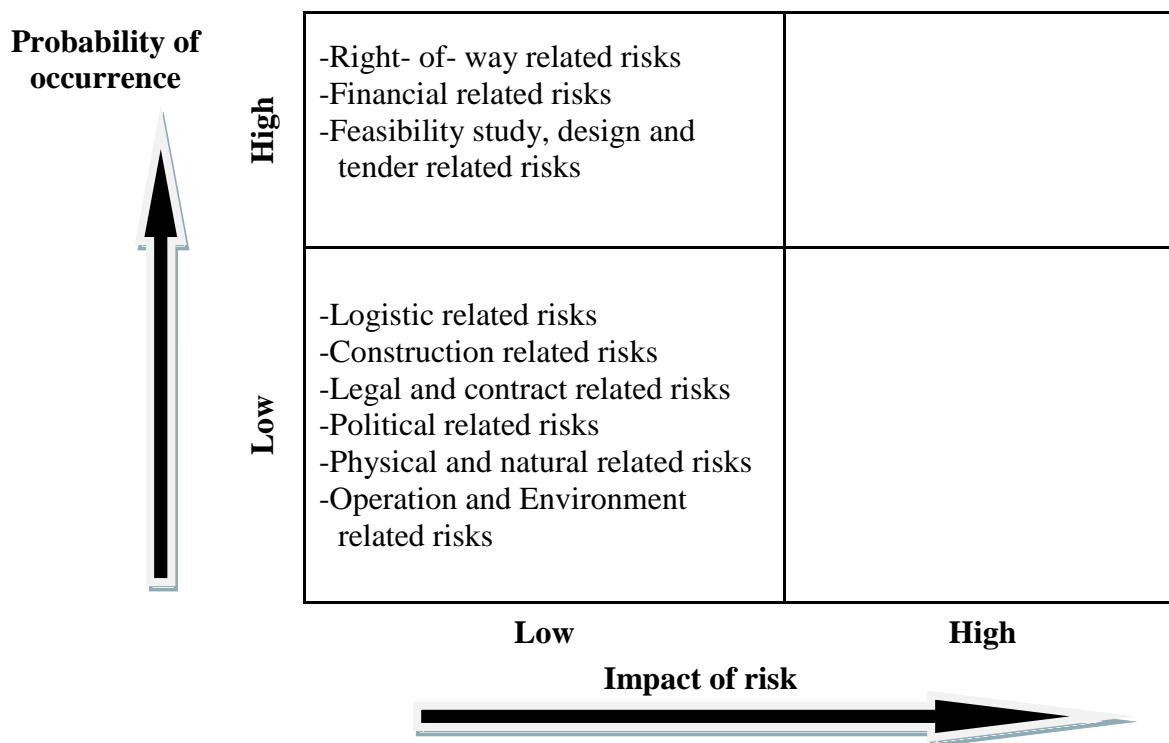 Probability of
occurrence
High
-Right- of- way related risks
-Financial related risks
-Feasibility study, design and
tender related risks
Low
-Logistic related risks
-Construction related risks
-Legal and contract related risks
-Political related risks
-Physical and natural related risks
-Operation and Environment
related risks
Low
High
Impact of risk